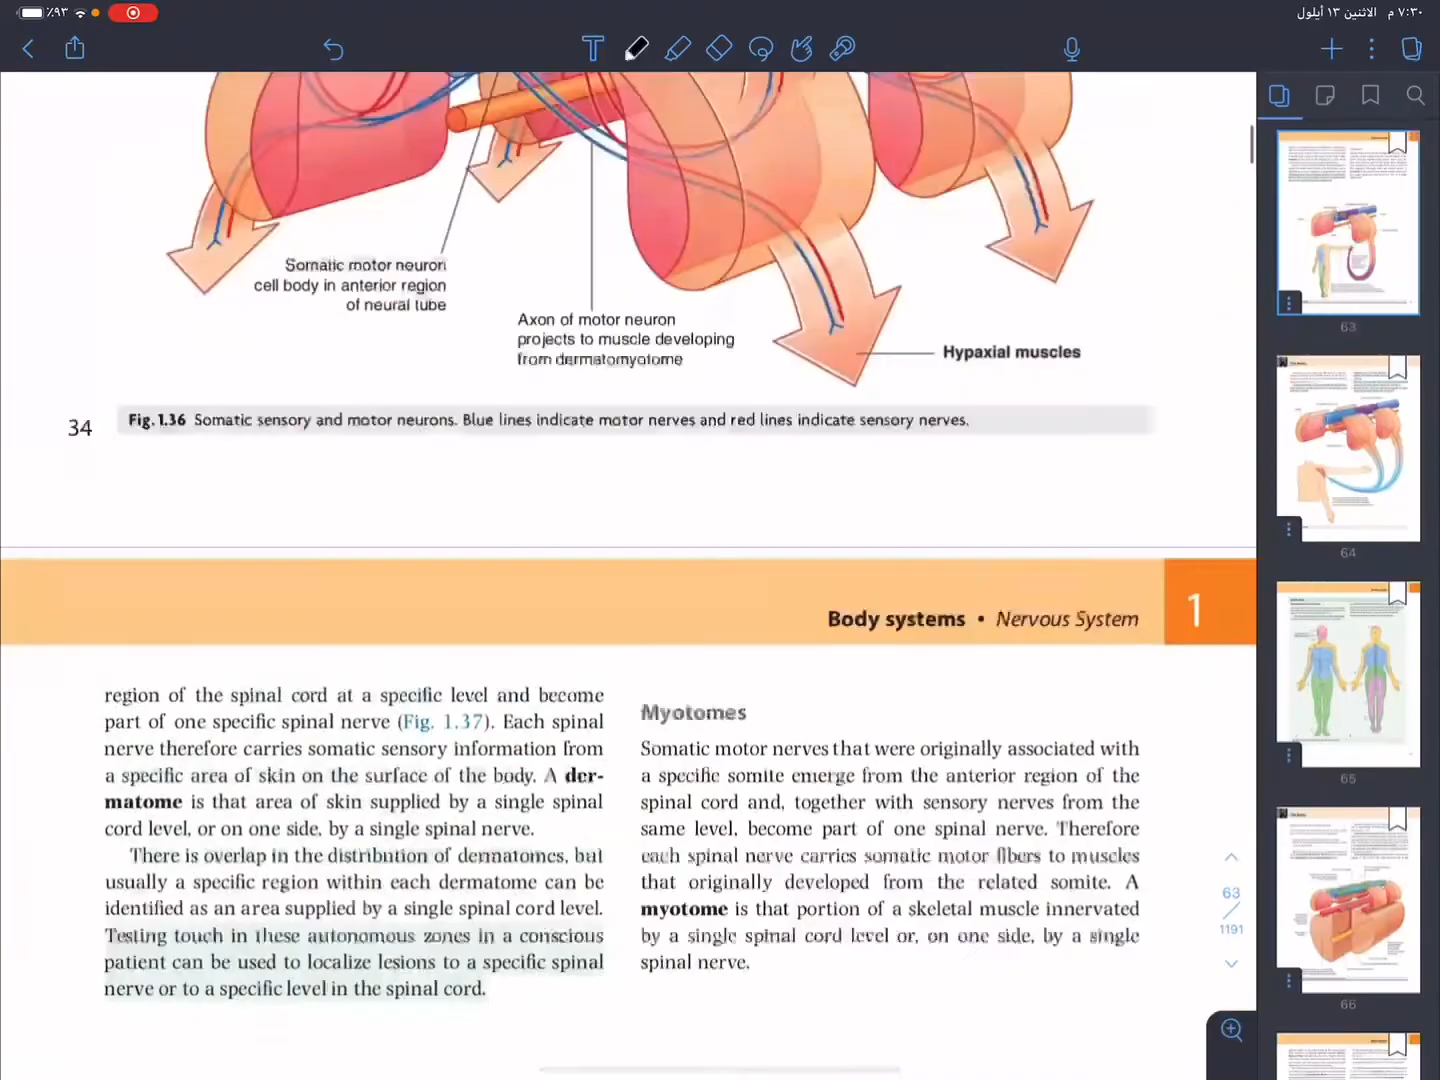 ٪٩٣
٧:٣٠ م الاثنين ١٣ أيلول
Somatic motor neuron
cell body in anterior region
of neural tube
Axon of motor neuron
projects to muscle developing
from dermatomyotome
Hypaxial muscles
34
Fig. 1.36 Somatic sensory and motor neurons. Blue lines indicate motor nerves and red lines indicate sensory nerves.
Body systems • Nervous System
1
region of the spinal cord at a specific level and become
part of one specific spinal nerve (Fig. 1.37). Each spinal
nerve therefore carries somatic sensory information from
a specific area of skin on the surface of the body. A der-
matome is that area of skin supplied by a single spinal
cord level, or on one side, by a single spinal nerve.
There is overlap in the distribution of dermatomes, but
usually a specific region within each dermatome can be
identified as an area supplied by a single spinal cord level.
Testing touch in these autonomous zones in a conscious
patient can be used to localize lesions to a specific spinal
nerve or to a specific level in the spinal cord.
Myotomes
Somatic motor nerves that were originally associated with
a specific somite emerge from the anterior region of the
spinal cord and, together with sensory nerves from the
same level, become part of one spinal nerve. Therefore
each spinal nerve carries somatic motor fibers to muscles
that originally developed from the related somite. A
myotome is that portion of a skeletal muscle innervated
by a single spinal cord level or, on one side, by a single
spinal nerve.
63
1191
63
64
65
66